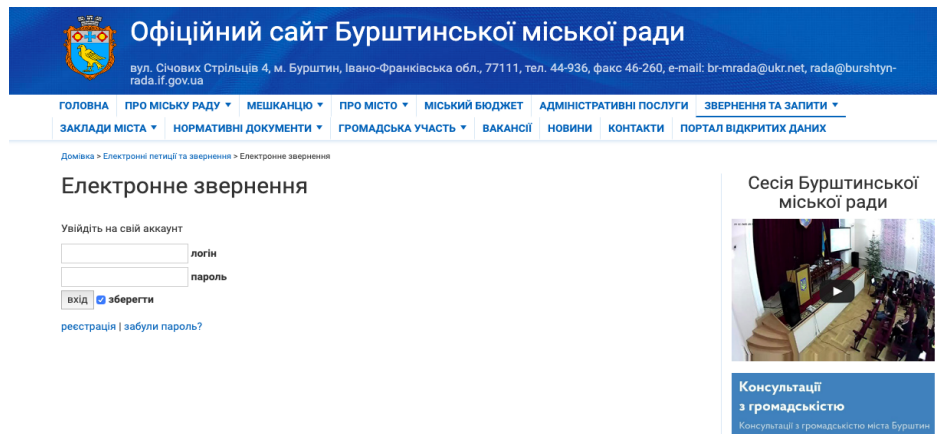 Офіційний сайт Бурштинської міської ради
вул. Січових Стрільців 4, м. Бурштин, Івано-Франківська обл., 77111, тел. 44-936, факс 46-260, e-mail: br-mrada@ukr.net, rada@burshtyn-
rada.if.gov.ua
ГОЛОВНА ПРО МІСЬКУ РАДУ МЕШКАНЦЮ ПРО МІСТО МІСЬКИЙ БЮДЖЕТ АДМІНІСТРАТИВНІ ПОСЛУГИ ЗВЕРНЕННЯ ТА ЗАПИТИ
ЗАКЛАДИ МІСТА НОРМАТИВНІ ДОКУМЕНТИ ГРОМАДСЬКА УЧАСТЬ ВАКАНСІЇ НОВИНИ КОНТАКТИ ПОРТАЛ ВІДКРИТИХ ДАНИХ
Домівка > Електронні петиції та звернення > Електронне звернення
Електронне звернення
Увійдіть на свій аккаунт
логін
пароль
вхід зберегти
реєстрація | забули пароль?
Сесія Бурштинської
міської ради
Консультації
з громадськістю
Консультації з громадськістю міста Бурштин